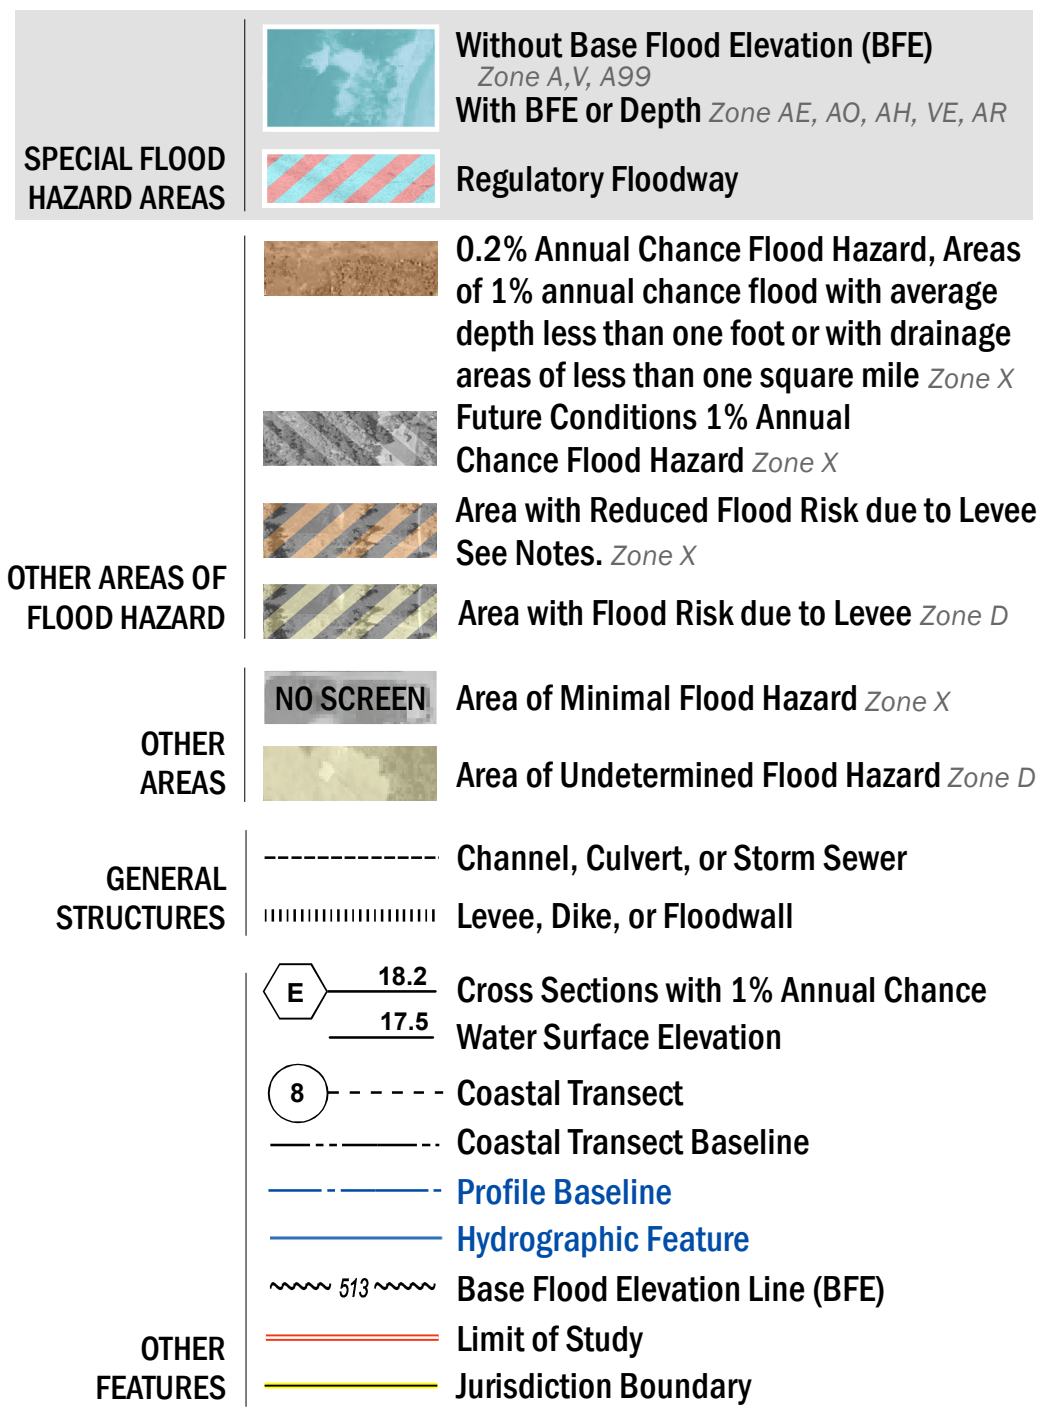 SPECIAL FLOOD
HAZARD AREAS
Without Base Flood Elevation (BFE)
Zone A,V, A99
With BFE or Depth Zone AE, AO, AH, VE, AR
Regulatory Floodway
OTHER AREAS OF
FLOOD HAZARD
0.2% Annual Chance Flood Hazard, Areas
of 1% annual chance flood with average
depth less than one foot or with drainage
areas of less than one square mile Zone X
Future Conditions 1% Annual
Chance Flood Hazard Zone X
Area with Reduced Flood Risk due to Levee
See Notes. Zone X
Area with Flood Risk due to Levee Zone D
OTHER
AREAS
NO SCREEN Area of Minimal Flood Hazard Zone X
Area of Undetermined Flood Hazard Zone D
GENERAL
STRUCTURES
Channel, Culvert, or Storm Sewer
Levee, Dike, or Floodwall
OTHER
FEATURES
E 18.2 Cross Sections with 1% Annual Chance
17.5 Water Surface Elevation
8 Coastal Transect
Coastal Transect Baseline
Profile Baseline
Hydrographic Feature
513 Base Flood Elevation Line (BFE)
Limit of Study
Jurisdiction Boundary